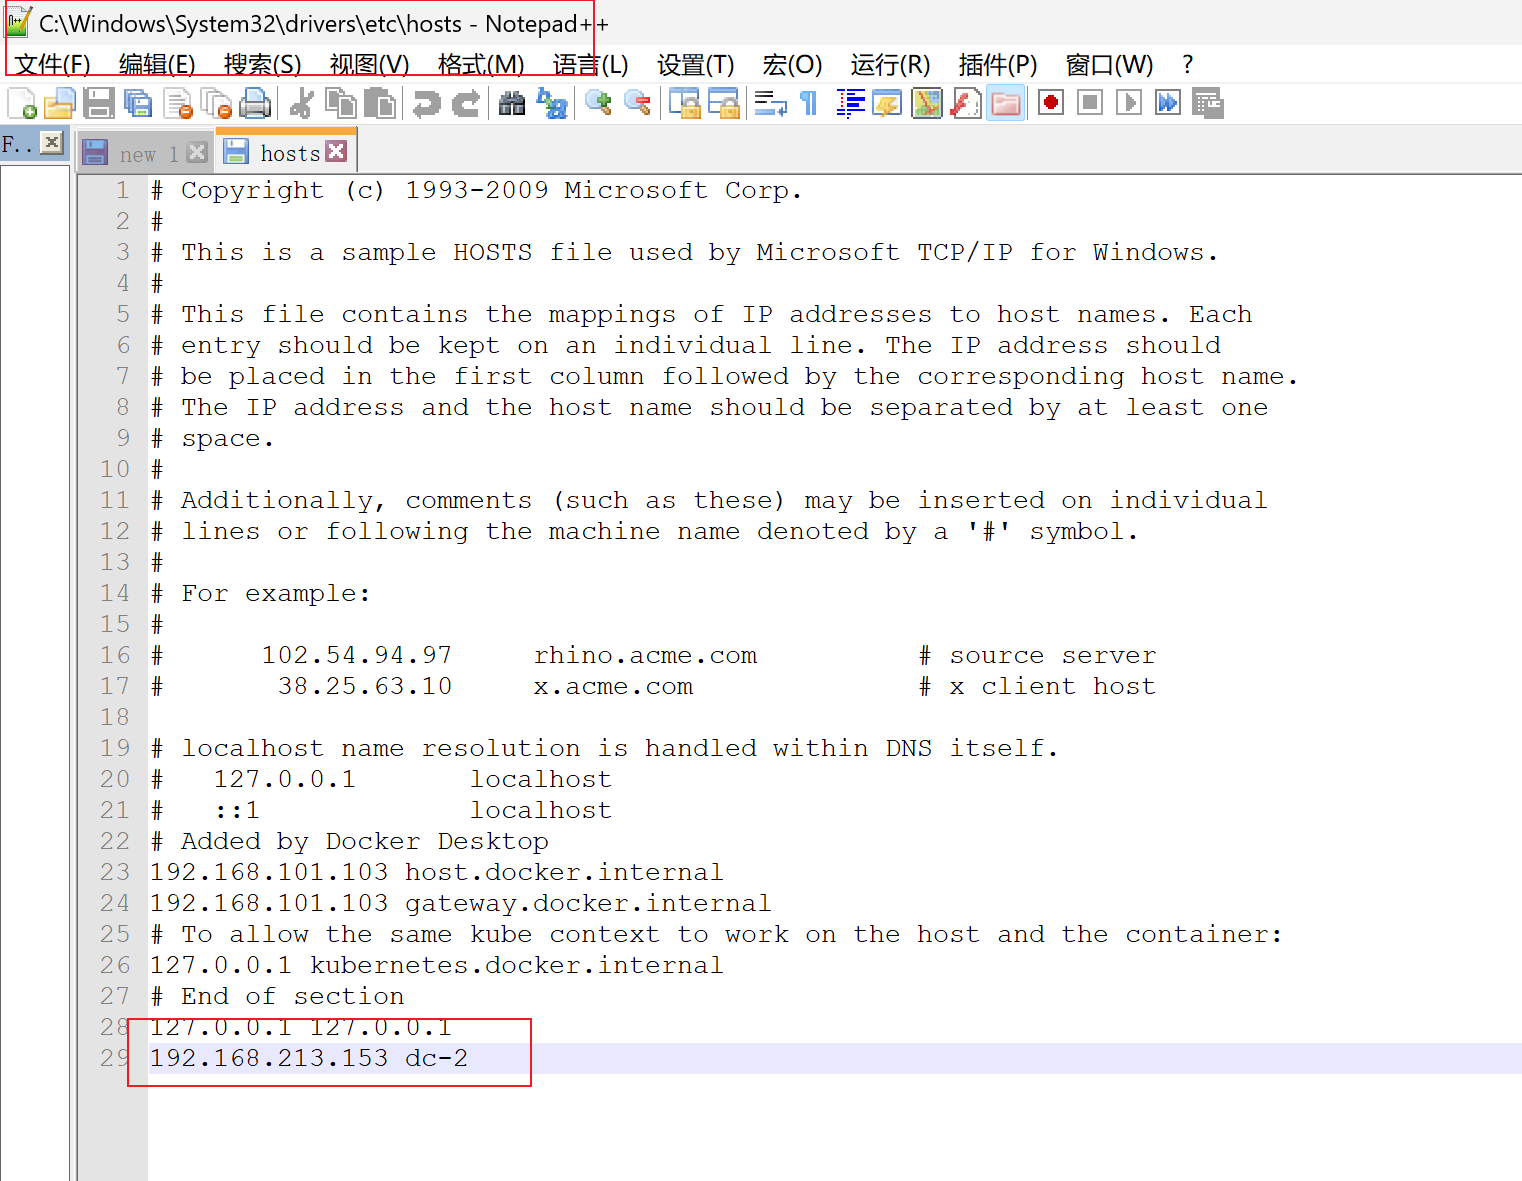 C:\Windows\System32\drivers\etc\hosts - Notepad++
文件(F) 编辑(E) 搜索(S) 视图(V) 格式(M) 语言(L) 设置(T) 宏(O) 运行(R) 插件(P) 窗口(W) ?
F.. new 1 hosts
1 # Copyright (c) 1993-2009 Microsoft Corp.
2 #
3 # This is a sample HOSTS file used by Microsoft TCP/IP for Windows.
4 #
5 # This file contains the mappings of IP addresses to host names. Each
6 # entry should be kept on an individual line. The IP address should
7 # be placed in the first column followed by the corresponding host name.
8 # The IP address and the host name should be separated by at least one
9 # space.
10 #
11 # Additionally, comments (such as these) may be inserted on individual
12 # lines or following the machine name denoted by a '#' symbol.
13 #
14 # For example:
15 #
16 #      102.54.94.97     rhino.acme.com          # source server
17 #       38.25.63.10     x.acme.com              # x client host
18
19 # localhost name resolution is handled within DNS itself.
20 #   127.0.0.1       localhost
21 #   ::1             localhost
22 # Added by Docker Desktop
23 192.168.101.103 host.docker.internal
24 192.168.101.103 gateway.docker.internal
25 # To allow the same kube context to work on the host and the container:
26 127.0.0.1 kubernetes.docker.internal
27 # End of section
28 127.0.0.1 127.0.0.1
29 192.168.213.153 dc-2